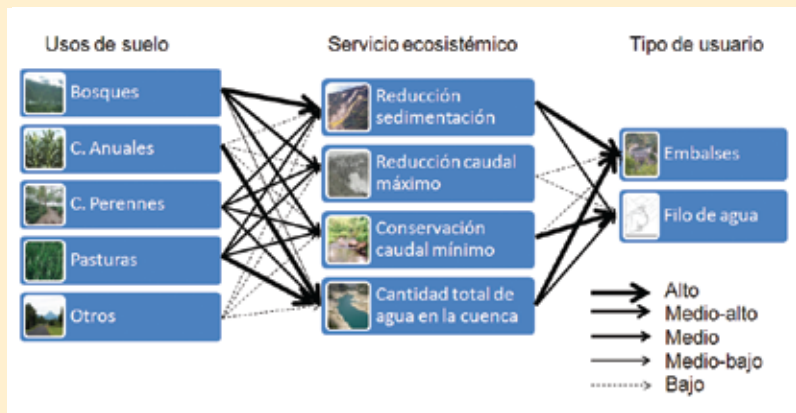 Usos de suelo
Servicio ecosistémico
Tipo de usuario
Bosques
C. Anuales
C. Perennes
Pasturas
Otros
Reducción
sedimentación
Reducción caudal
máximo
Conservación
caudal mínimo
Cantidad total de
agua en la cuenca
Embalses
Filo de agua
Alto
Medio-alto
Medio
Medio-bajo
Bajo